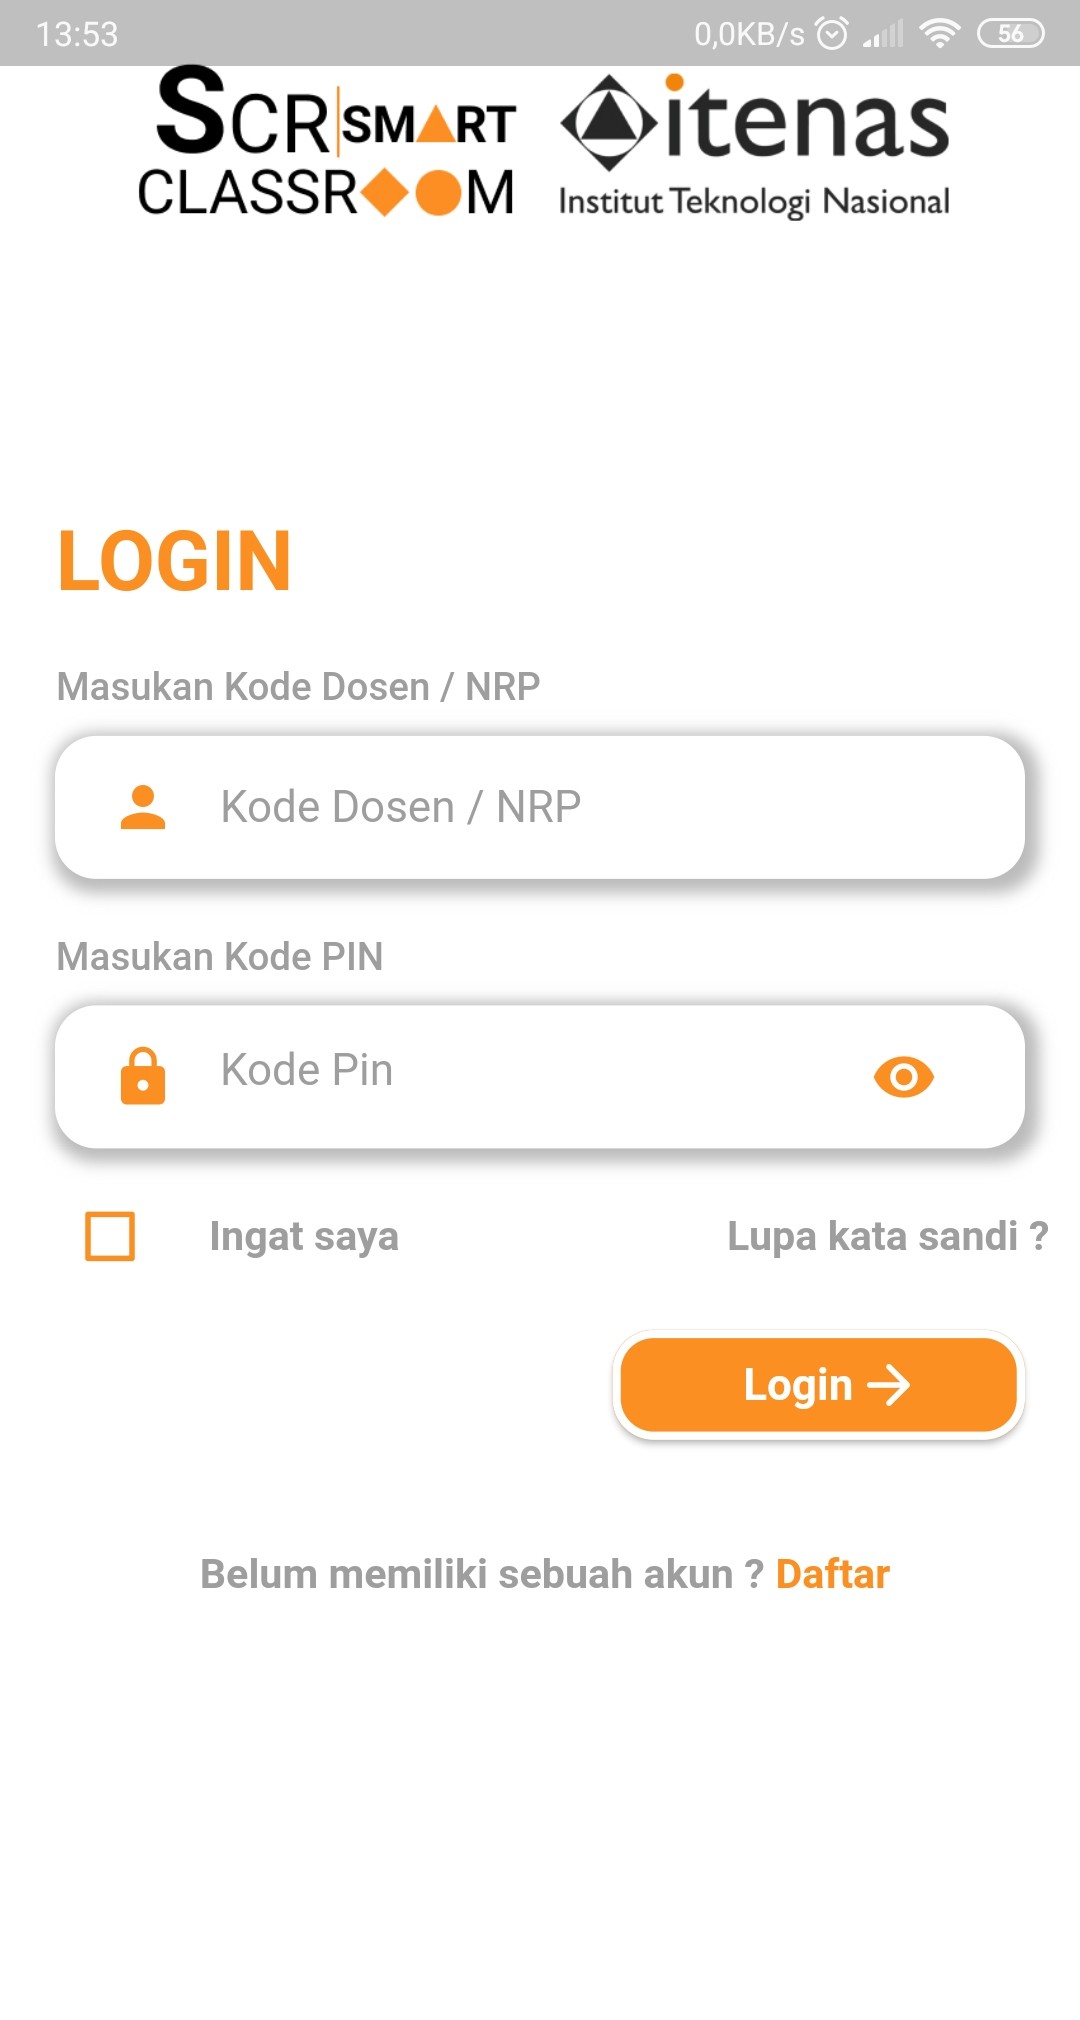 13:53 0,0KB/s 56
SCR SMART
CLASSROOM
itenas
Institut Teknologi Nasional
LOGIN
Masukan Kode Dosen / NRP
Kode Dosen / NRP
Masukan Kode PIN
Kode Pin
Ingat saya Lupa kata sandi ?
Login
Belum memiliki sebuah akun ? Daftar